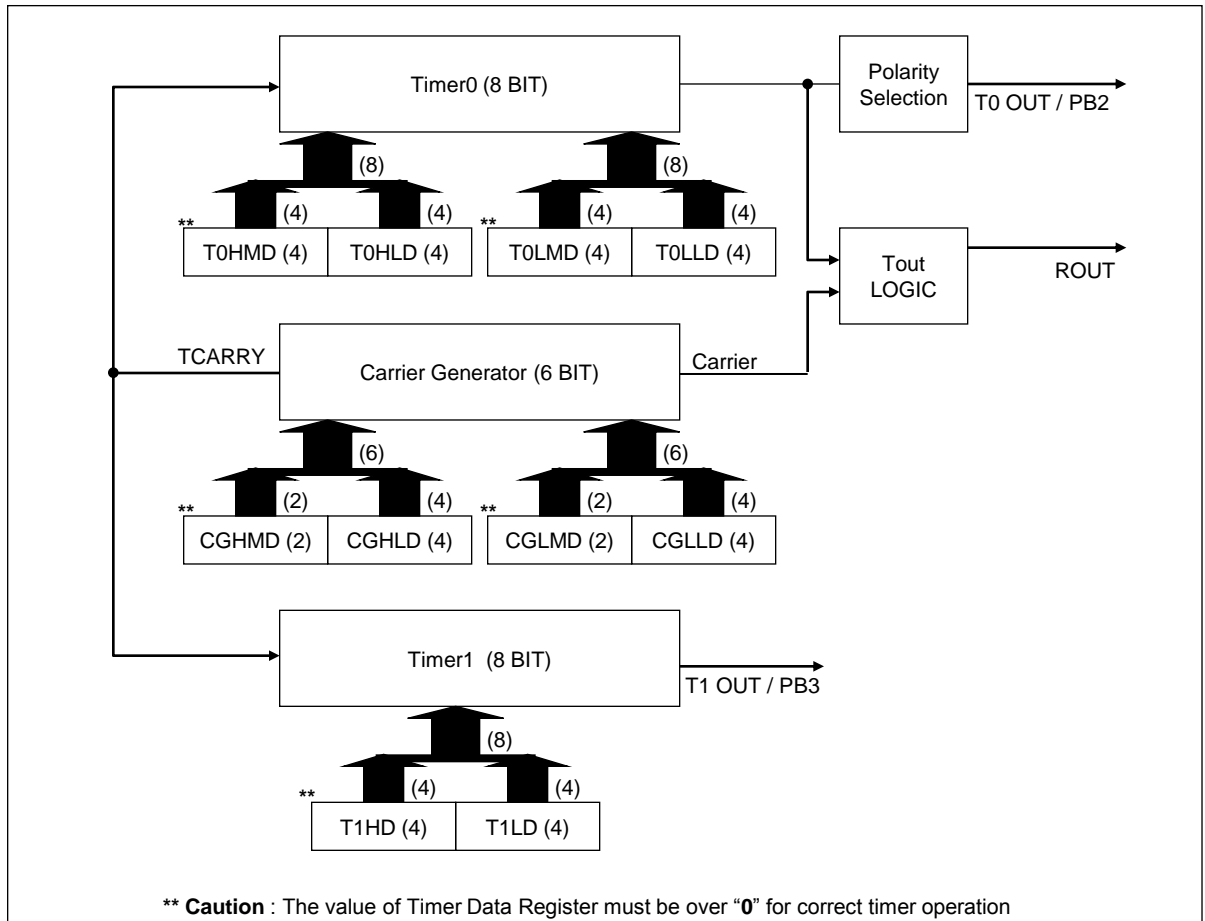 Timer0 (8 BIT)
Polarity
Selection
T0 OUT / PB2
(8)
(8)
(4)
(4)
(4)
(4)
**
T0HMD (4)
T0HLD (4)
**
T0LMD (4)
T0LLD (4)
Tout
LOGIC
ROUT
TCARRY
Carrier Generator (6 BIT)
Carrier
(6)
(6)
(2)
(4)
(2)
(4)
**
CGHMD (2)
CGHLD (4)
**
CGLMD (2)
CGLLD (4)
Timer1 (8 BIT)
T1 OUT / PB3
(8)
(4)
(4)
**
T1HD (4)
T1LD (4)
** Caution : The value of Timer Data Register must be over “0” for correct timer operation